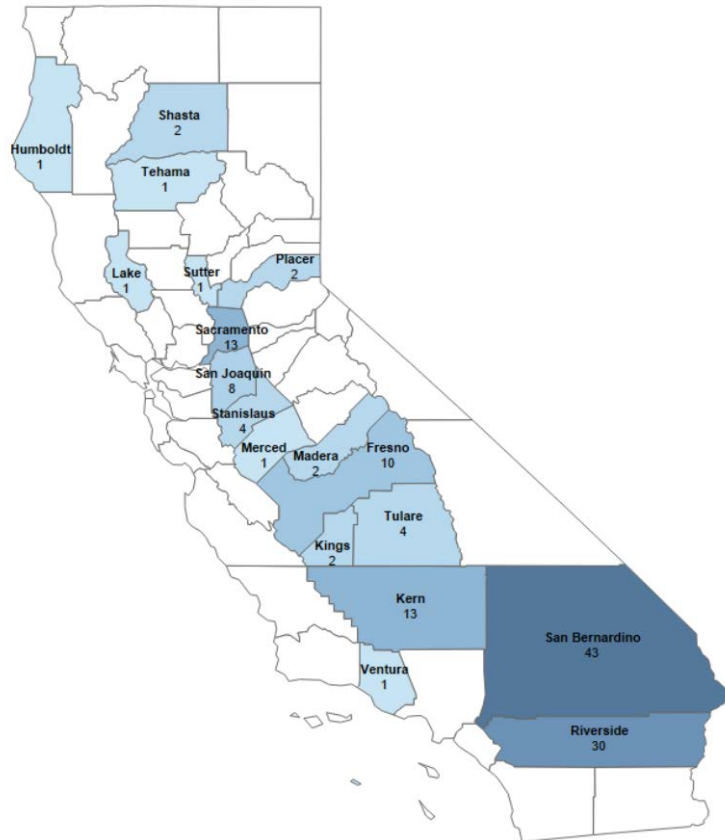 Shasta
2
Humboldt
1
Tehama
1
Placer
2
Lake
1
Sutter
1
Sacramento
13
San Joaquin
8
Stanislaus
4
Merced
1
Madera
2
Fresno
10
Tulare
4
Kings
2
Kern
13
San Bernardino
43
Ventura
1
Riverside
30